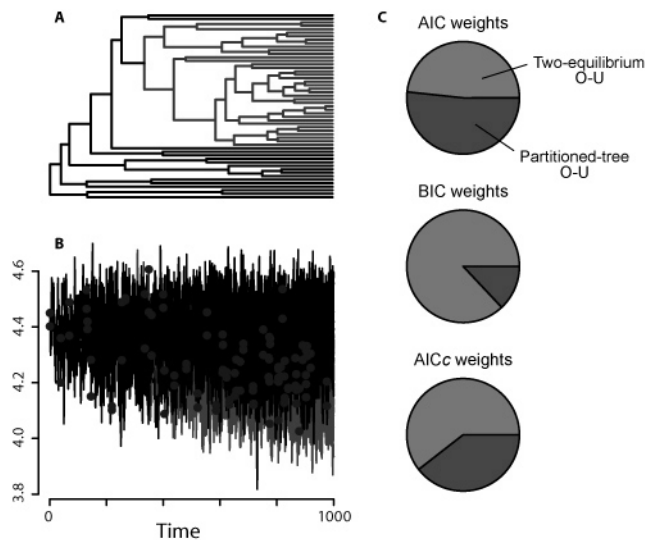 A
B
4.6
4.4
4.2
4.0
3.8
0
1000
Time
C
AIC weights
Two-equilibrium
O-U
Partitioned-tree
O-U
BIC weights
AICc weights